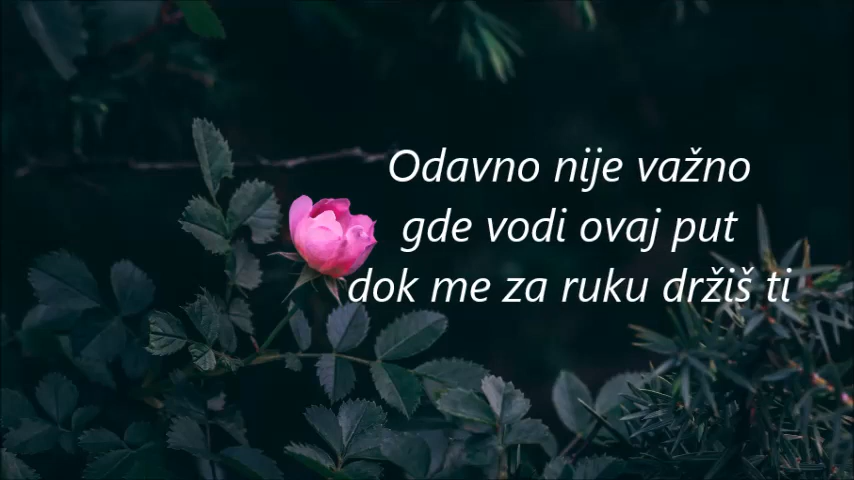 Odavno nije važno
gde vodi ovaj put
dok me za ruku držiš ti